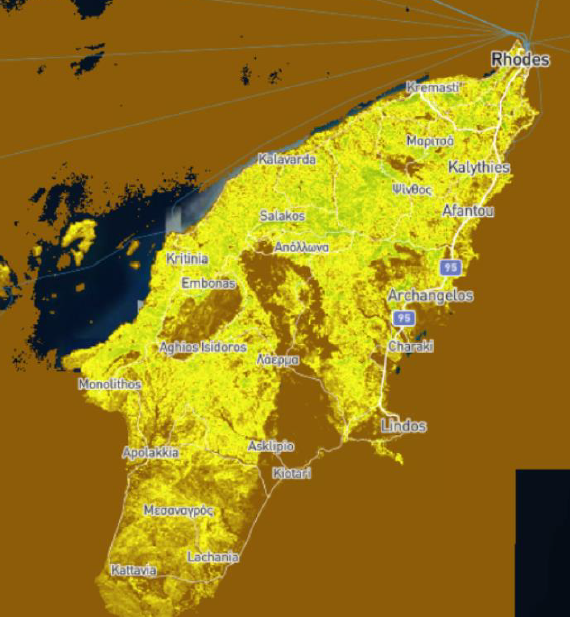 Rhodes
Kremasti
Μαριτσά
Kalavarda
Kalythies
Ψίνθος
Salakos
Afantou
Απόλλωνα
Kritinia
95
Embonas
Archangelos
95
Aghios Isidoros
Charaki
Λάερμα
Monolithos
Lindos
Asklipio
Apolakkia
Kiotari
Μεσαναγρός
Lachania
Kattavia